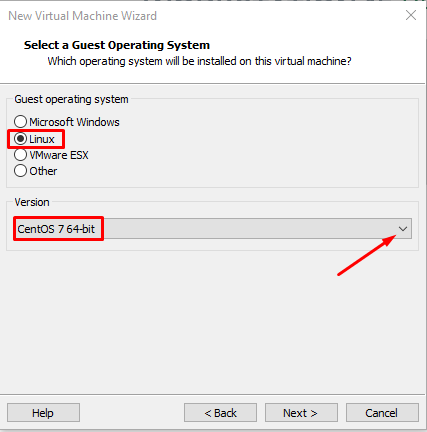 New Virtual Machine Wizard
Select a Guest Operating System
Which operating system will be installed on this virtual machine?
Guest operating system
Microsoft Windows
Linux
VMware ESX
Other
Version
CentOS 7 64-bit
Help
< Back
Next >
Cancel